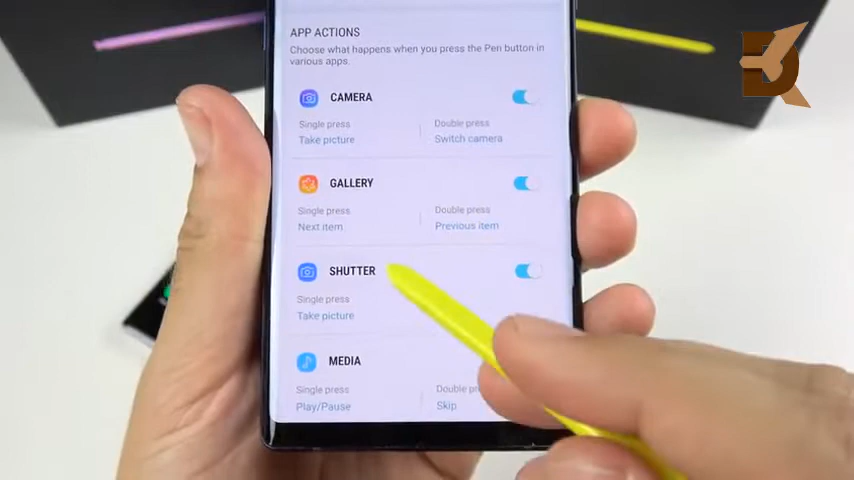 APP ACTIONS
Choose what happens when you press the Pen button in
various apps.
CAMERA
Single press
Take picture
Double press
Switch camera
GALLERY
Single press
Next item
Double press
Previous item
SHUTTER
Single press
Take picture
MEDIA
Single press
Play/Pause
Double
Skip